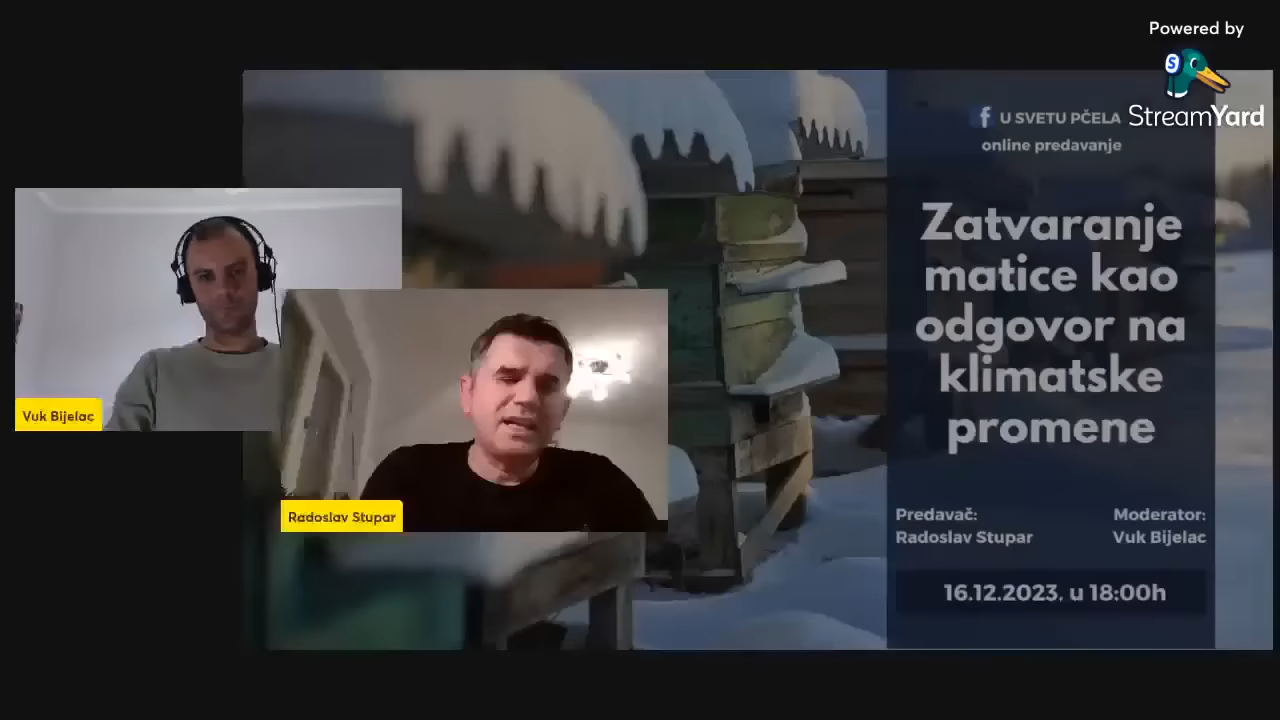 Powered by
StreamYard
U SVETU PČELA
online predavanje
Zatvaranje
matice kao
odgovor na
klimatske
promene
Vuk Bijelac
Radoslav Stupar
Predavač:
Radoslav Stupar
Moderator:
Vuk Bijelac
16.12.2023. u 18:00h